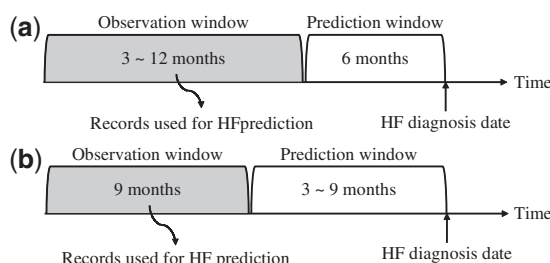 (a)
Observation window Prediction window
3 ~ 12 months 6 months
Time
Records used for HFprediction HF diagnosis date
(b)
Observation window Prediction window
9 months 3 ~ 9 months
Time
Records used for HF prediction HF diagnosis date